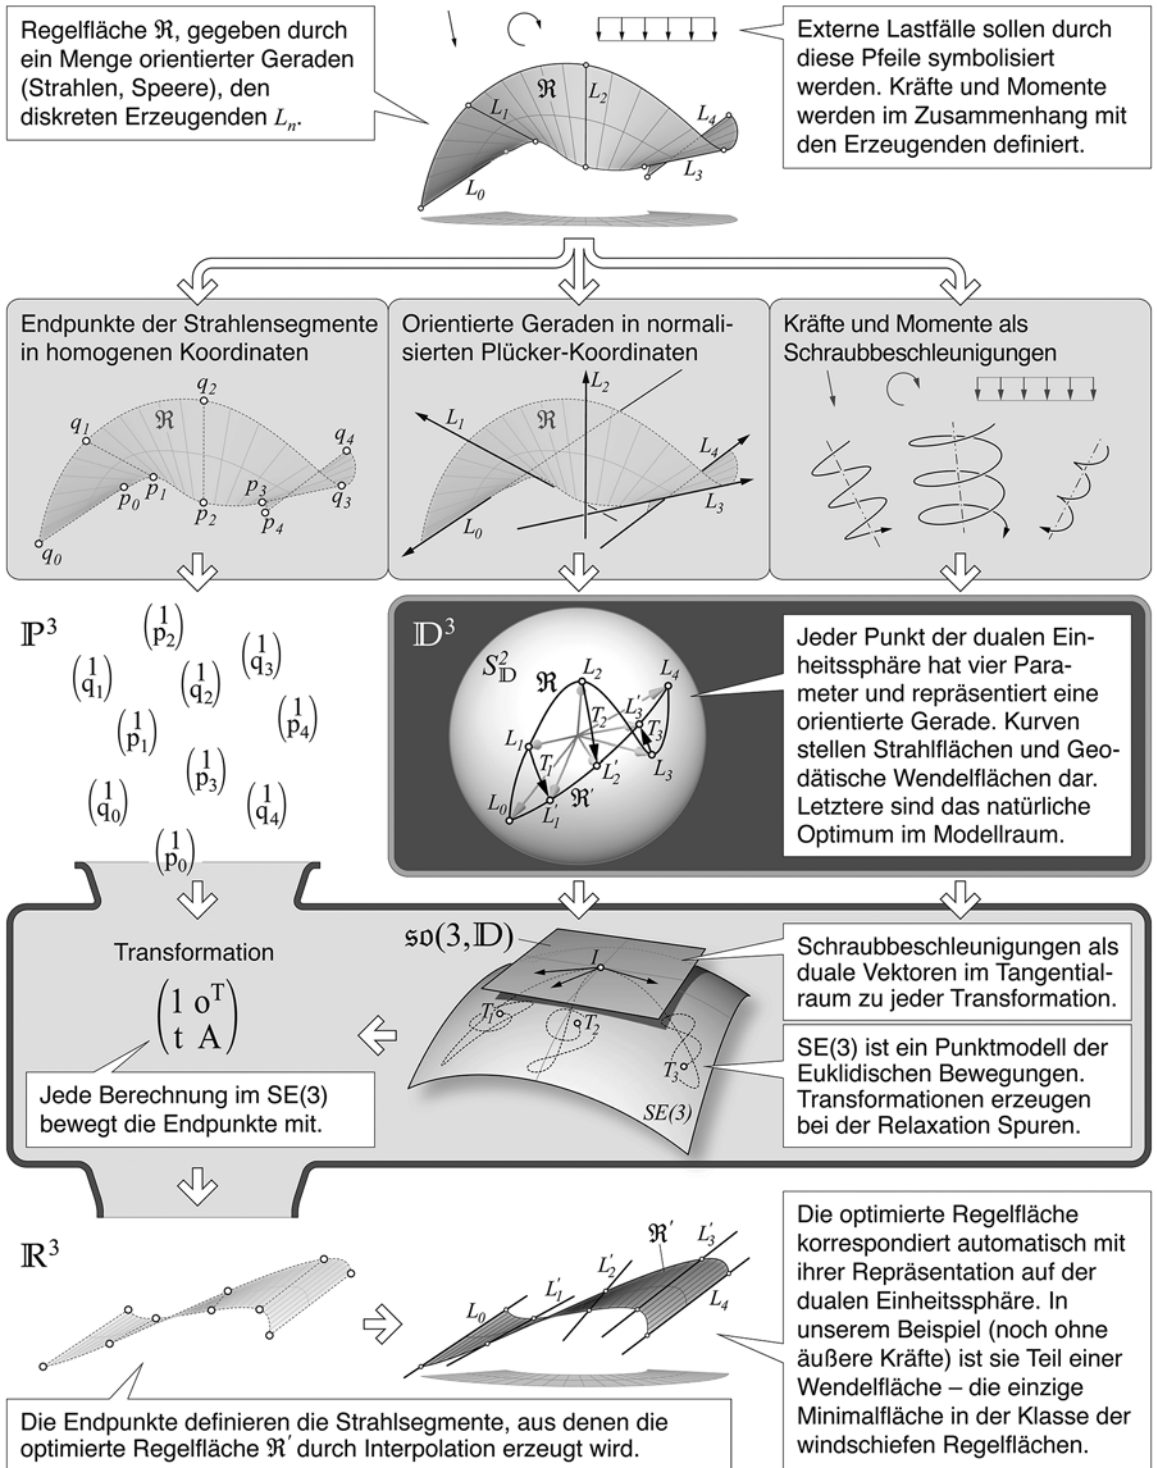 Regelfläche ℜ, gegeben durch
ein Menge orientierter Geraden
(Strahlen, Speere), den
diskreten Erzeugenden Lₙ.
ℜ
L₁
L₂
L₄
L₃
L₀
Externe Lastfälle sollen durch
diese Pfeile symbolisiert
werden. Kräfte und Momente
werden im Zusammenhang mit
den Erzeugenden definiert.
Endpunkte der Strahlensegmente
in homogenen Koordinaten
q₂
q₁
ℜ
q₄
p₀
p₁
p₃
q₃
p₂
p₄
q₀
Orientierte Geraden in normali-
sierten Plücker-Koordinaten
L₂
L₁
ℜ
L₄
L₃
L₀
Kräfte und Momente als
Schraubbeschleunigungen
ℙ³
(1 p₂)
(1 q₃)
(1 q₁)
(1 q₂)
(1 p₄)
(1 p₁)
(1 p₃)
(1 q₀)
(1 q₄)
(1 p₀)
𝔻³
S²𝔻
ℜ
L₂
L₄
L₁
T₂
L′₃
T₃
T₁
L′₂
L₃
L₀
L′₁
ℜ′
Jeder Punkt der dualen Ein-
heitssphäre hat vier Para-
meter und repräsentiert eine
orientierte Gerade. Kurven
stellen Strahlflächen und Geo-
dätische Wendelflächen dar.
Letztere sind das natürliche
Optimum im Modellraum.
Transformation
(1 oᵀ
t A)
Jede Berechnung im SE(3)
bewegt die Endpunkte mit.
𝔰𝔬(3,𝔻)
I
T₁
T₂
T₃
SE(3)
Schraubbeschleunigungen als
duale Vektoren im Tangential-
raum zu jeder Transformation.
SE(3) ist ein Punktmodell der
Euklidischen Bewegungen.
Transformationen erzeugen
bei der Relaxation Spuren.
ℝ³
L₀
L′₁
L′₂
ℜ′
L′₃
L₄
Die Endpunkte definieren die Strahlsegmente, aus denen die
optimierte Regelfläche ℜ′ durch Interpolation erzeugt wird.
Die optimierte Regelfläche
korrespondiert automatisch mit
ihrer Repräsentation auf der
dualen Einheitssphäre. In
unserem Beispiel (noch ohne
äußere Kräfte) ist sie Teil einer
Wendelfläche – die einzige
Minimalfläche in der Klasse der
windschiefen Regelflächen.